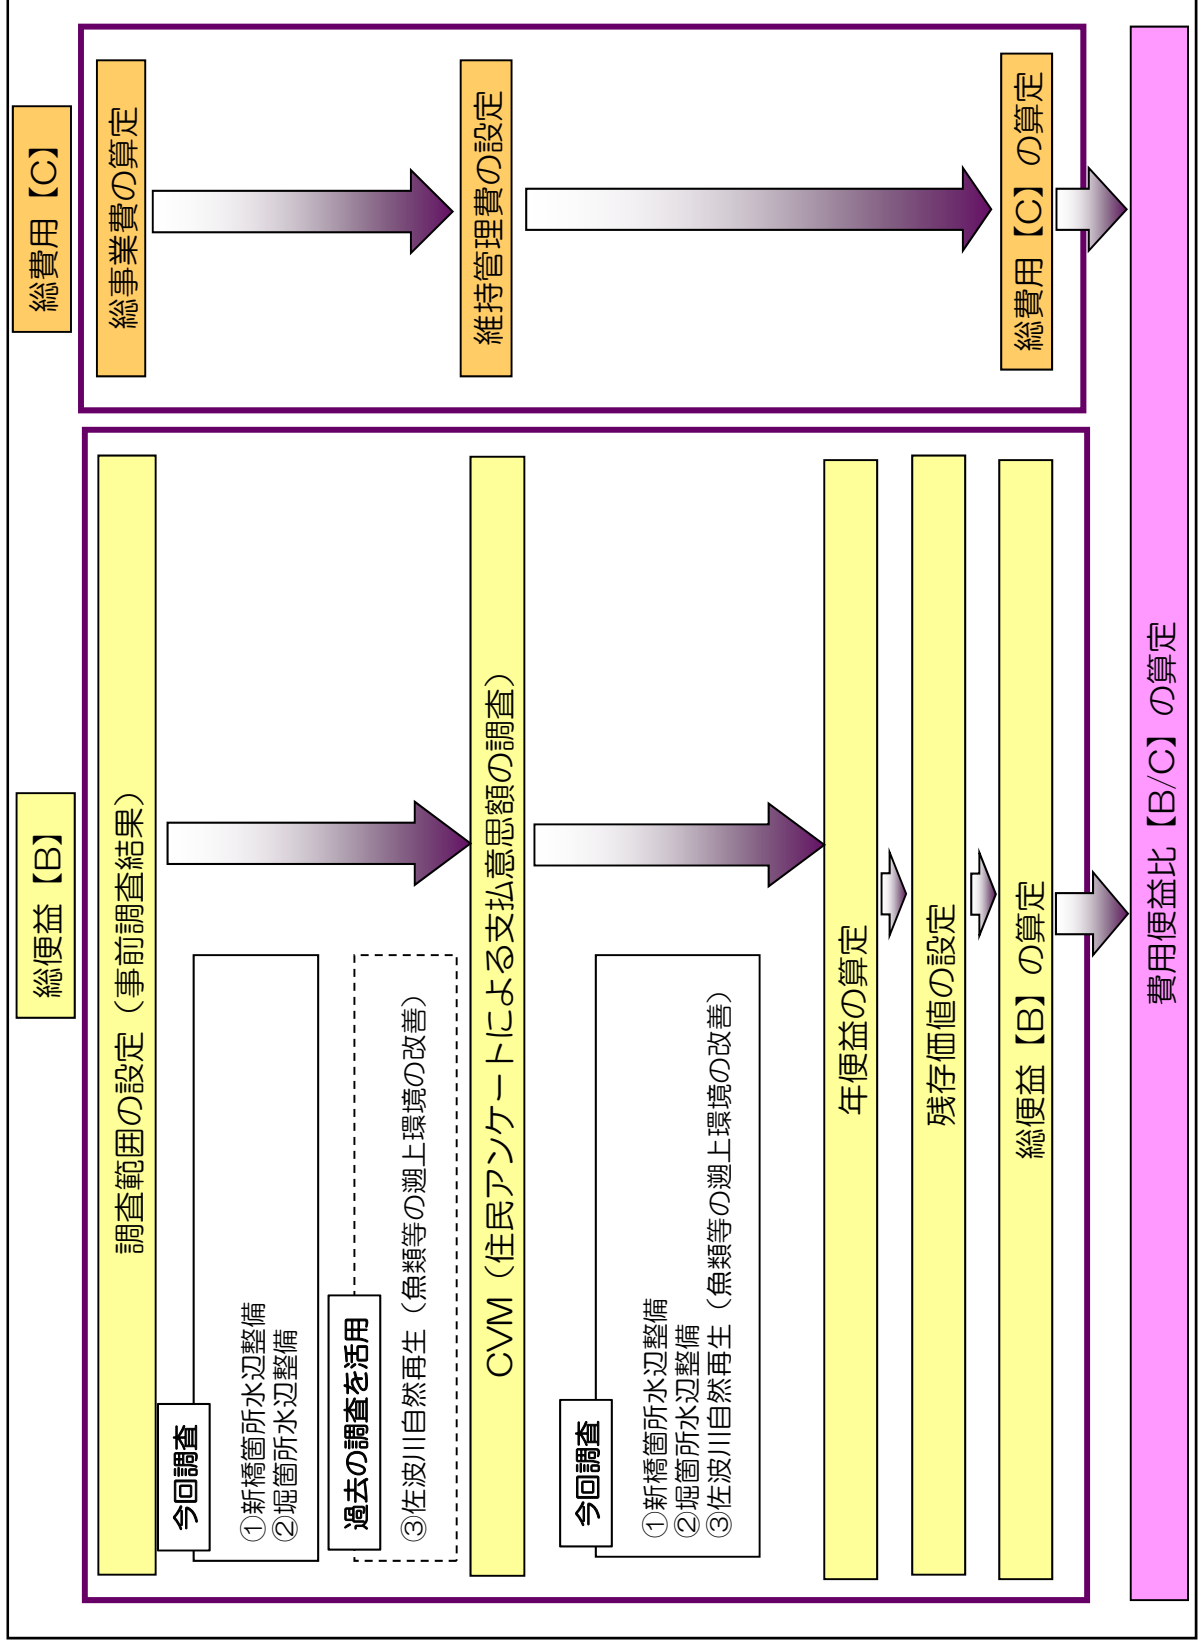 総便益【B】
調査範囲の設定（事前調査結果）
今回調査
①新橋箇所水辺整備
②堀箇所水辺整備
過去の調査を活用
③佐波川自然再生（魚類等の遡上環境の改善）
CVM（住民アンケートによる支払意思額の調査）
今回調査
①新橋箇所水辺整備
②堀箇所水辺整備
③佐波川自然再生（魚類等の遡上環境の改善）
年便益の算定
残存価値の設定
総便益【B】の算定
総費用【C】
総事業費の算定
維持管理費の設定
総費用【C】の算定
費用便益比【B/C】の算定